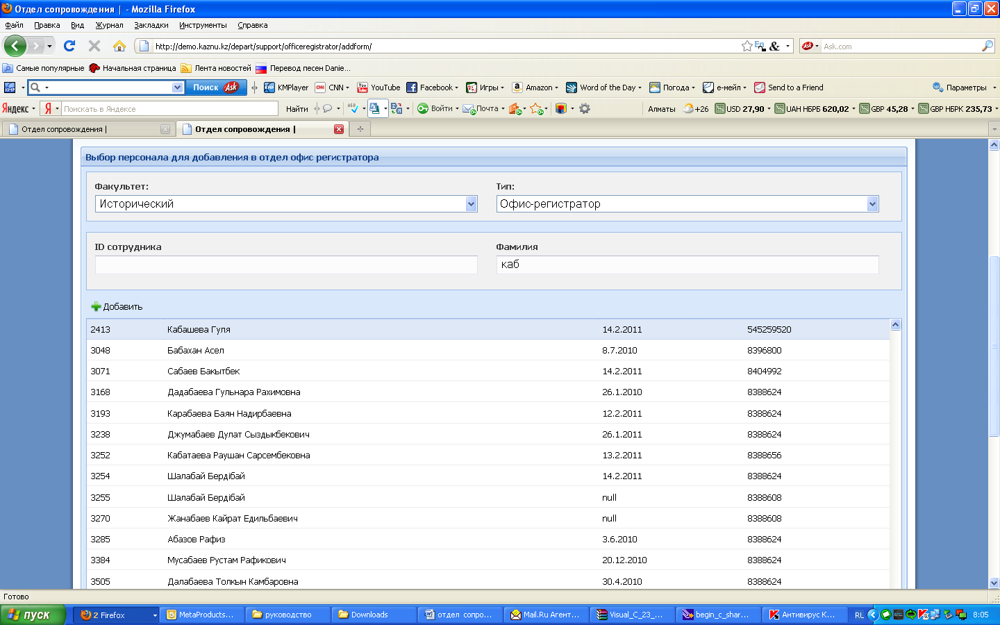 Отдел сопровождения | - Mozilla Firefox
Файл Правка Вид Журнал Закладки Инструменты Справка
http://demo.kaznu.kz/depart/support/officeregistrator/addform/ Ask Ask.com
Самые популярные Начальная страница Лента новостей Перевод песен Danie...
KMP Поиск Ask KMPlayer CNN YouTube Facebook Игры Amazon Word of the Day Погода е-мейл Send to a Friend Параметры
Яндекс Я Поискать в Яндексе Найти Войти Почта Алматы +26 USD 27,90 UAH НБРБ 620,02 GBP 45,28 GBP НБРК 235,73
Отдел сопровождения | Отдел сопровождения |
Выбор персонала для добавления в отдел офис регистратора
Факультет: Тип:
Исторический Офис-регистратор
ID сотрудника Фамилия
каб
Добавить
2413 Кабашева Гуля 14.2.2011 545259520
3048 Бабахан Асел 8.7.2010 8396800
3071 Сабаев Бакытбек 14.2.2011 8404992
3168 Дадабаева Гульнара Рахимовна 26.1.2010 8388624
3193 Карабаева Баян Надирбаевна 12.2.2011 8388624
3238 Джумабаев Дулат Сыздыкбекович 26.1.2011 8388624
3252 Кабатаева Раушан Сарсембековна 13.2.2011 8388656
3254 Шалабай Бердібай 14.2.2011 8388624
3255 Шалабай Бердібай null 8388608
3270 Жанабаев Кайрат Едильбаевич null 8388608
3285 Абазов Рафиз 3.6.2010 8388624
3384 Мусабаев Рустам Рафикович 20.12.2010 8388624
3505 Далабаева Толкын Камбаровна 30.4.2010 8388624
Готово
пуск 2 Firefox MetaProducts... руководство Downloads отдел сопро... Mail.Ru Агент... Visual_C_23_... begin_c_shar... Антивирус К... RL 8:05